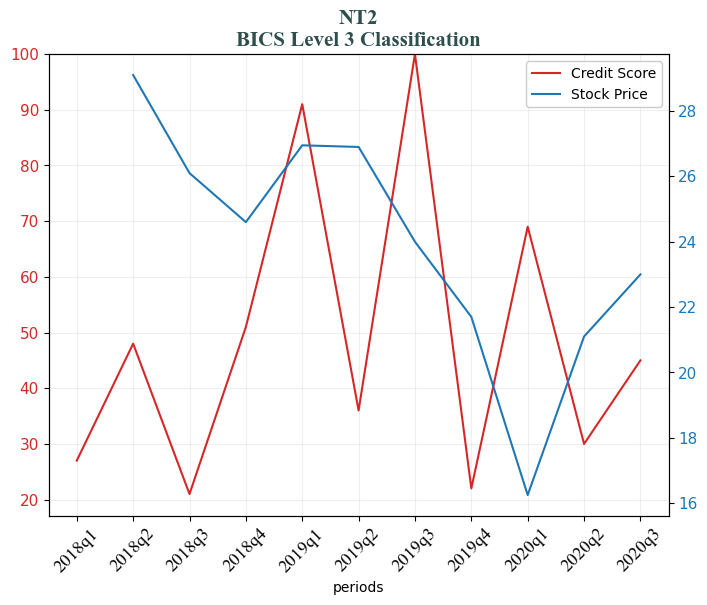 NT2
BICS Level 3 Classification
Credit Score
Stock Price
100
90
80
70
60
50
40
30
20
28
26
24
22
20
18
16
2018q1
2018q2
2018q3
2018q4
2019q1
2019q2
2019q3
2019q4
2020q1
2020q2
2020q3
periods